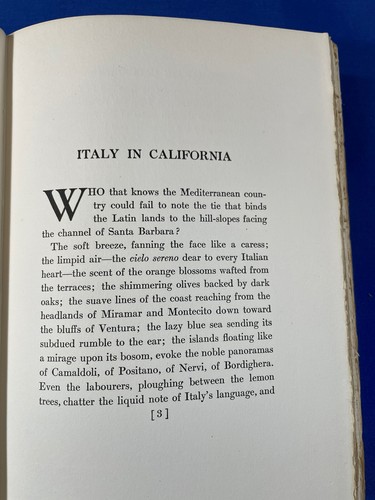 ITALY IN CALIFORNIA
WHO that knows the Mediterranean coun-
try could fail to note the tie that binds
the Latin lands to the hill-slopes facing
the channel of Santa Barbara?
The soft breeze, fanning the face like a caress;
the limpid air—the cielo sereno dear to every Italian
heart—the scent of the orange blossoms wafted from
the terraces; the shimmering olives backed by dark
oaks; the suave lines of the coast reaching from the
headlands of Miramar and Montecito down toward
the bluffs of Ventura; the lazy blue sea sending its
subdued rumble to the ear; the islands floating like
a mirage upon its bosom, evoke the noble panoramas
of Camaldoli, of Positano, of Nervi, of Bordighera.
Even the labourers, ploughing between the lemon
trees, chatter the liquid note of Italy's language, and
[3]